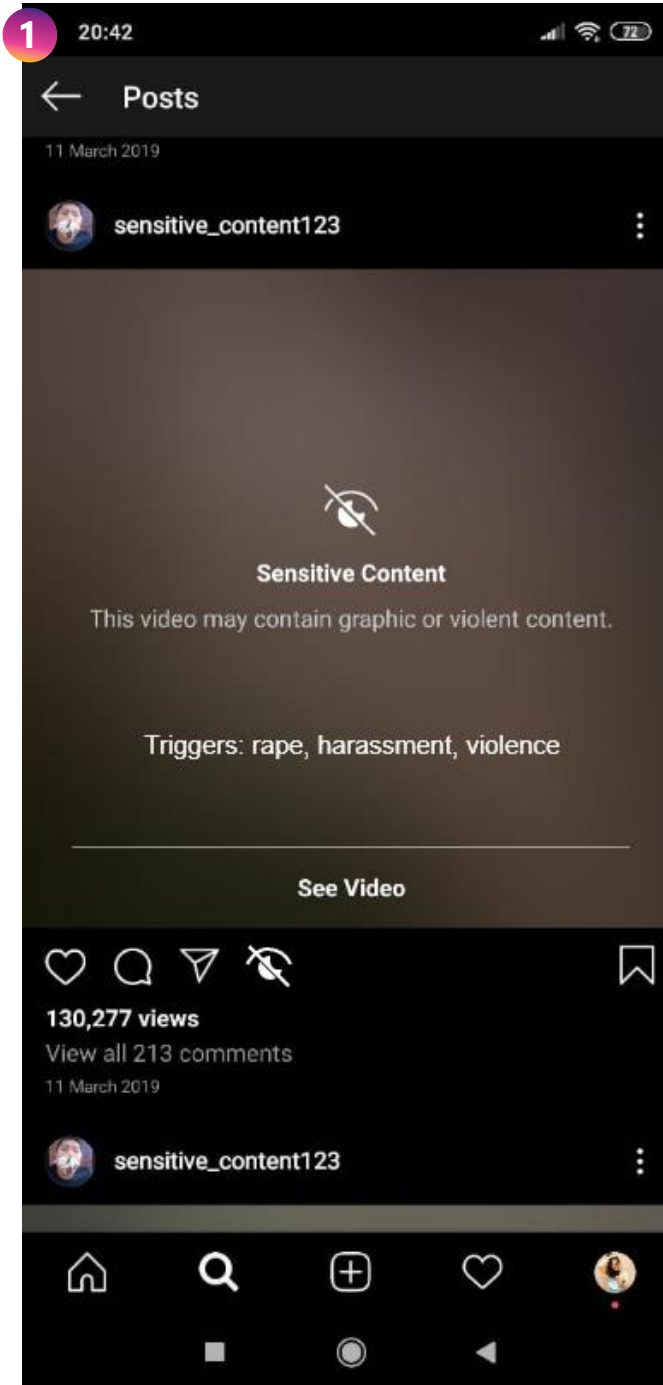 1
20:42
72
Posts
11 March 2019
sensitive_content123
Sensitive Content
This video may contain graphic or violent content.
Triggers: rape, harassment, violence
See Video
130,277 views
View all 213 comments
11 March 2019
sensitive_content123